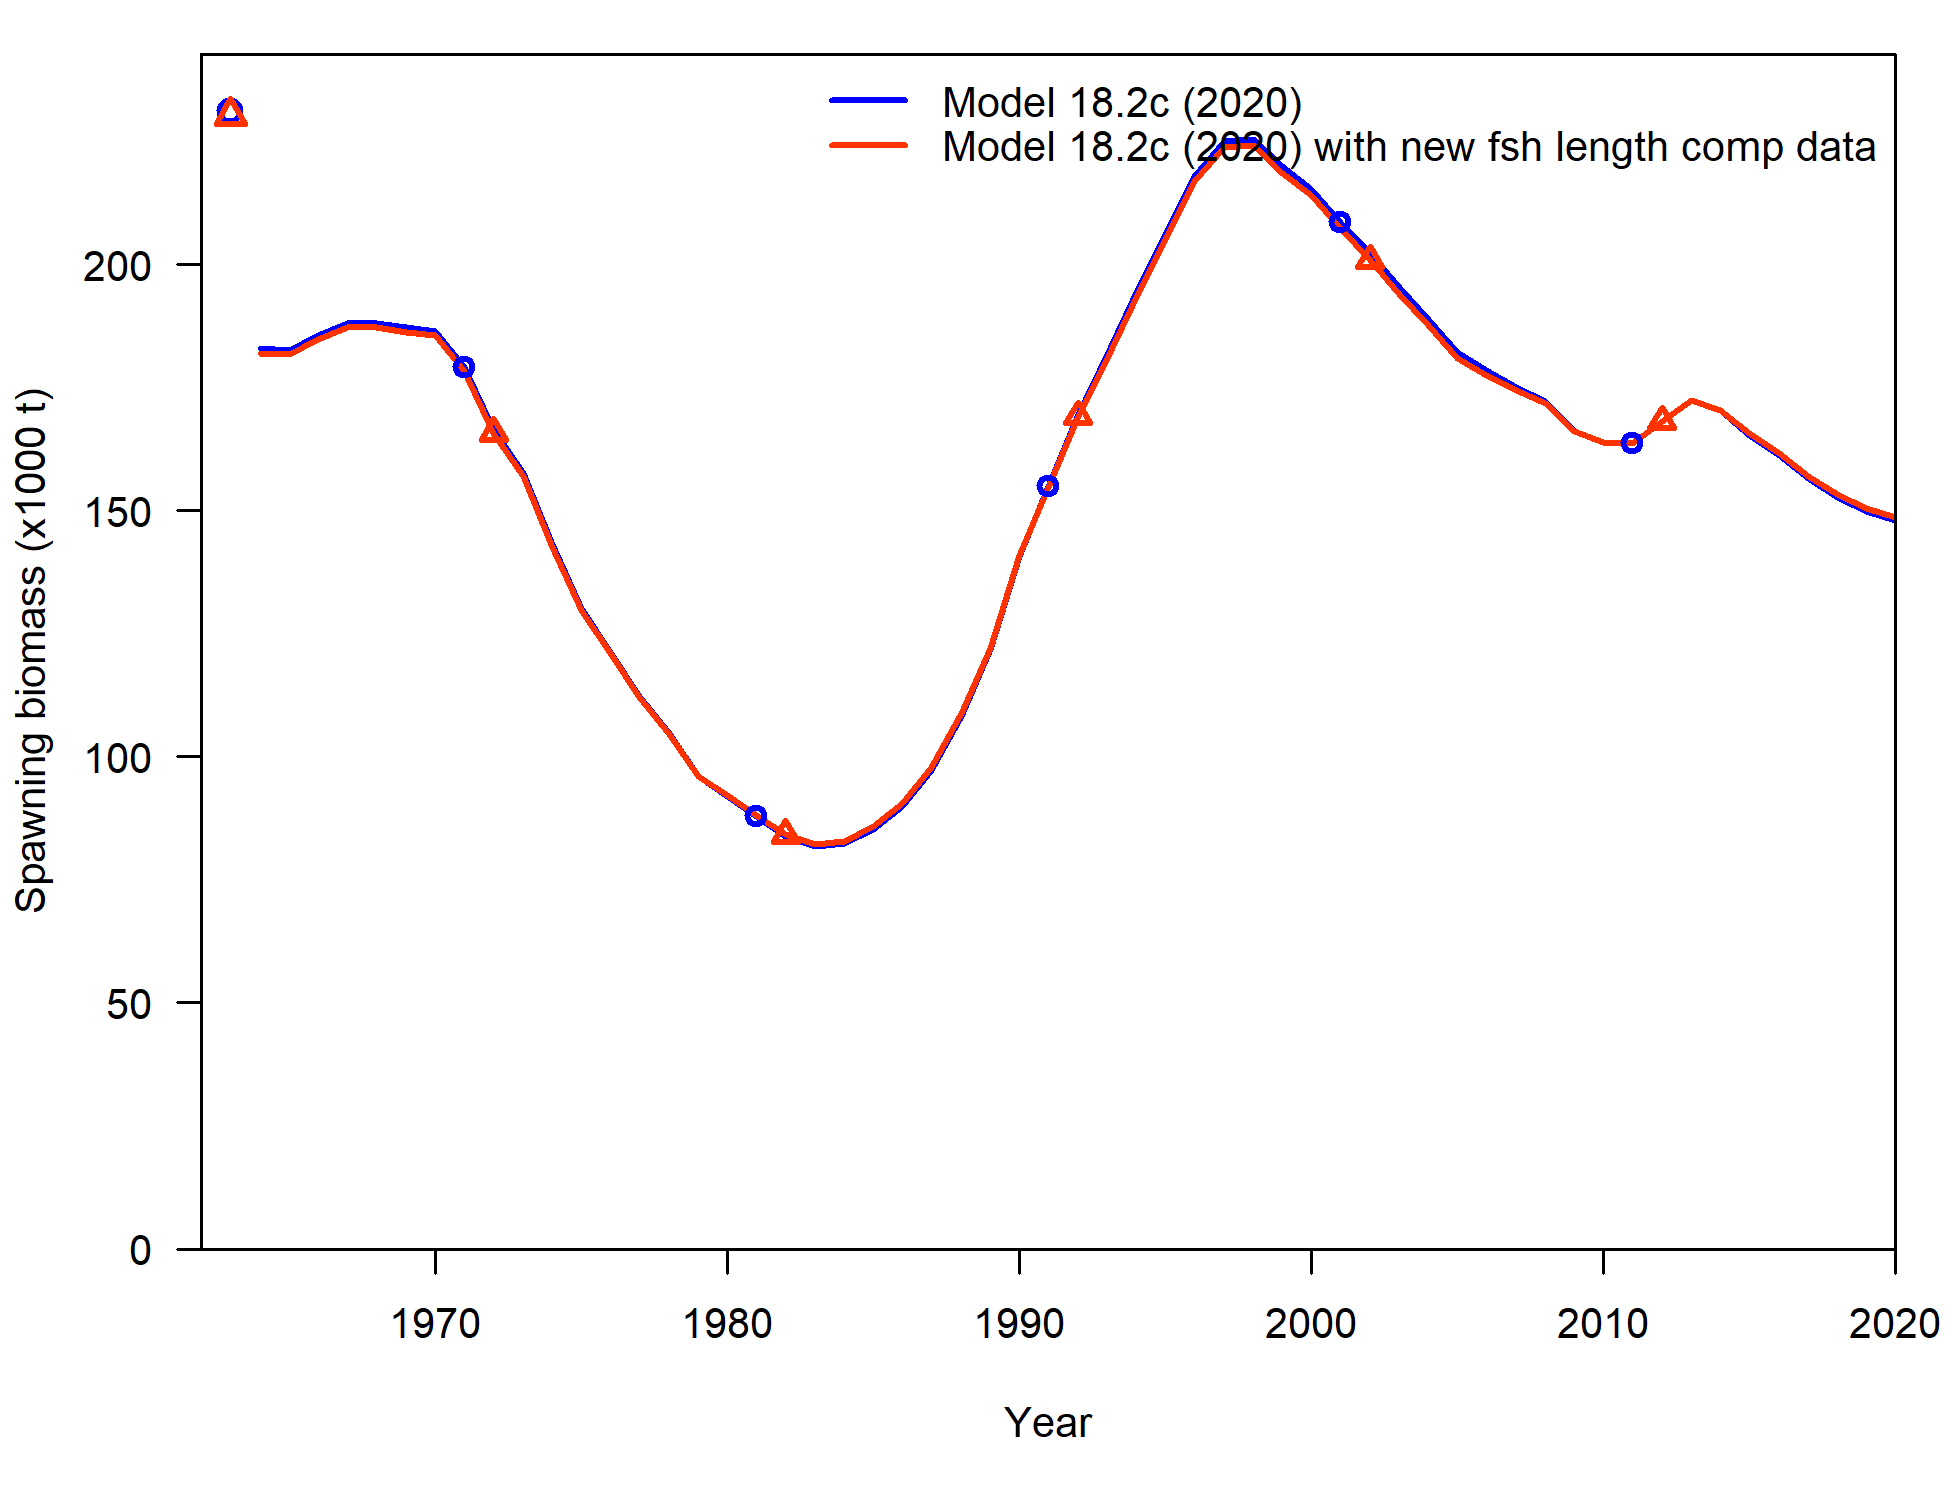 Model 18.2c (2020)
Model 18.2c (2020) with new fsh length comp data
Spawning biomass (x1000 t)
200
150
100
50
0
1970 1980 1990 2000 2010 2020
Year